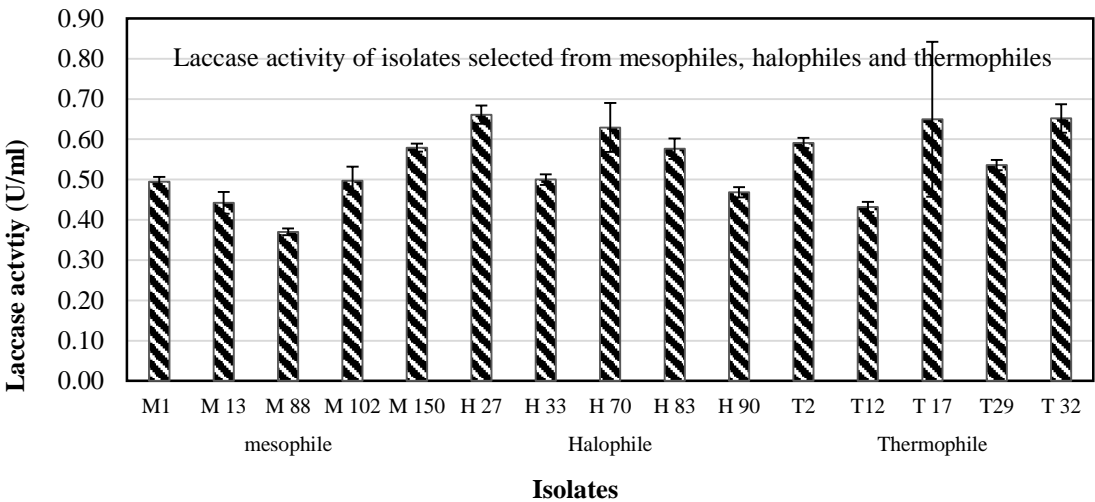 Laccase activity of isolates selected from mesophiles, halophiles and thermophiles
Laccase actvtiy (U/ml)
0.90
0.80
0.70
0.60
0.50
0.40
0.30
0.20
0.10
0.00
M1 M 13 M 88 M 102 M 150 H 27 H 33 H 70 H 83 H 90 T2 T12 T 17 T29 T 32
mesophile Halophile Thermophile
Isolates